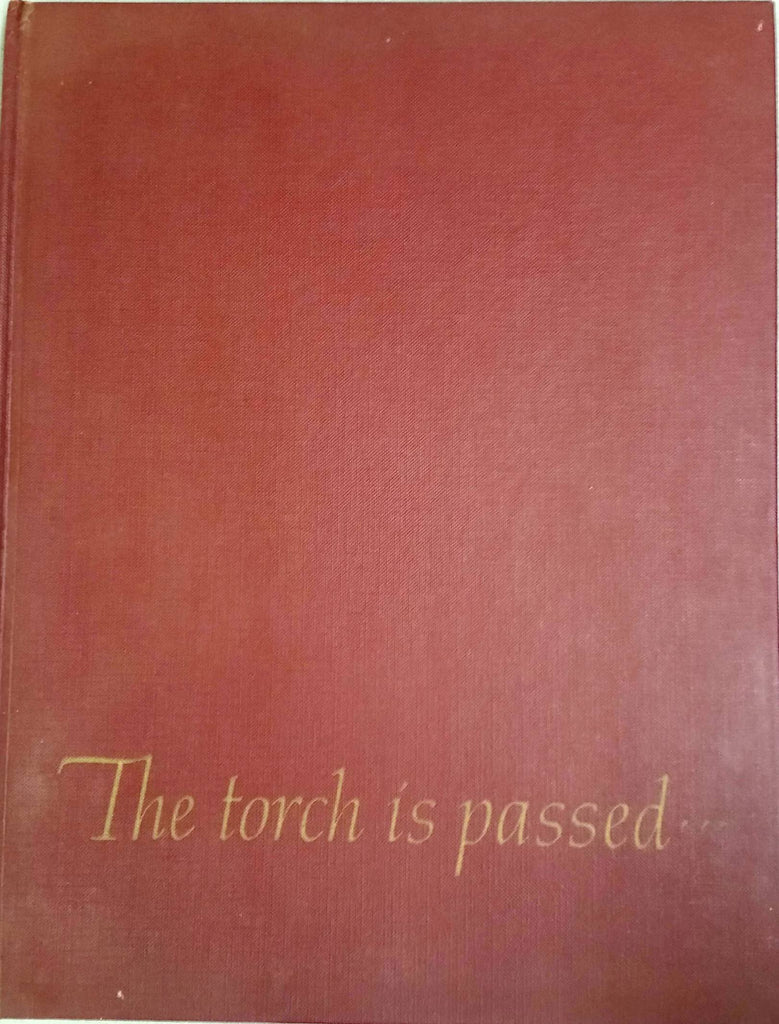 The torch is passed...